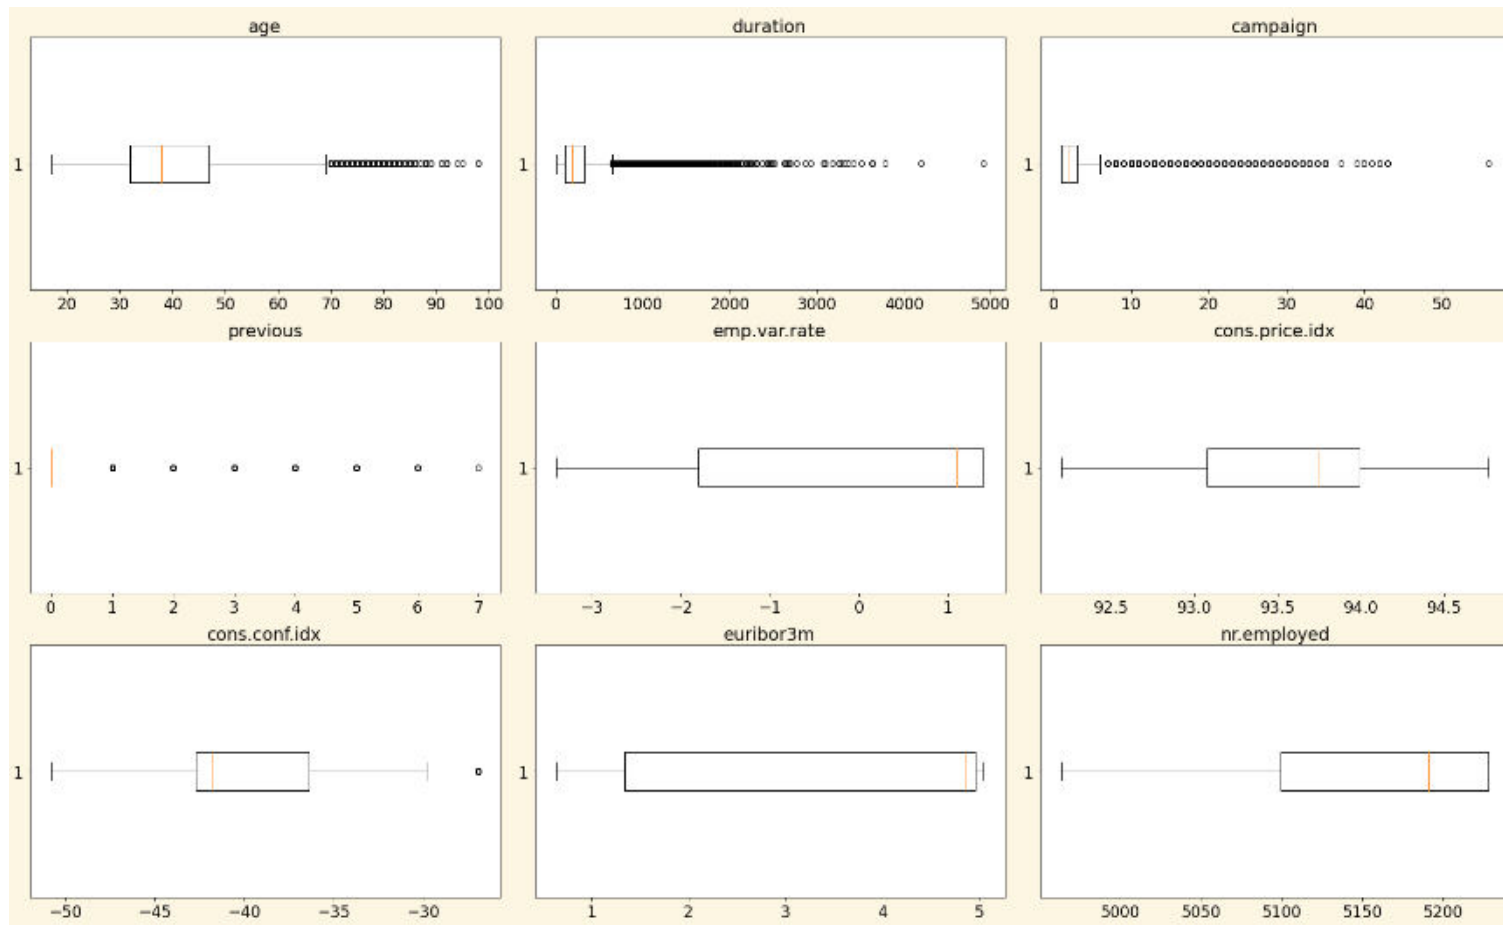 age duration campaign
1 1 1
20 30 40 50 60 70 80 90 100 0 1000 2000 3000 4000 5000 0 10 20 30 40 50
previous emp.var.rate cons.price.idx
1 1 1
0 1 2 3 4 5 6 7 −3 −2 −1 0 1 92.5 93.0 93.5 94.0 94.5
cons.conf.idx euribor3m nr.employed
1 1 1
−50 −45 −40 −35 −30 1 2 3 4 5 5000 5050 5100 5150 5200